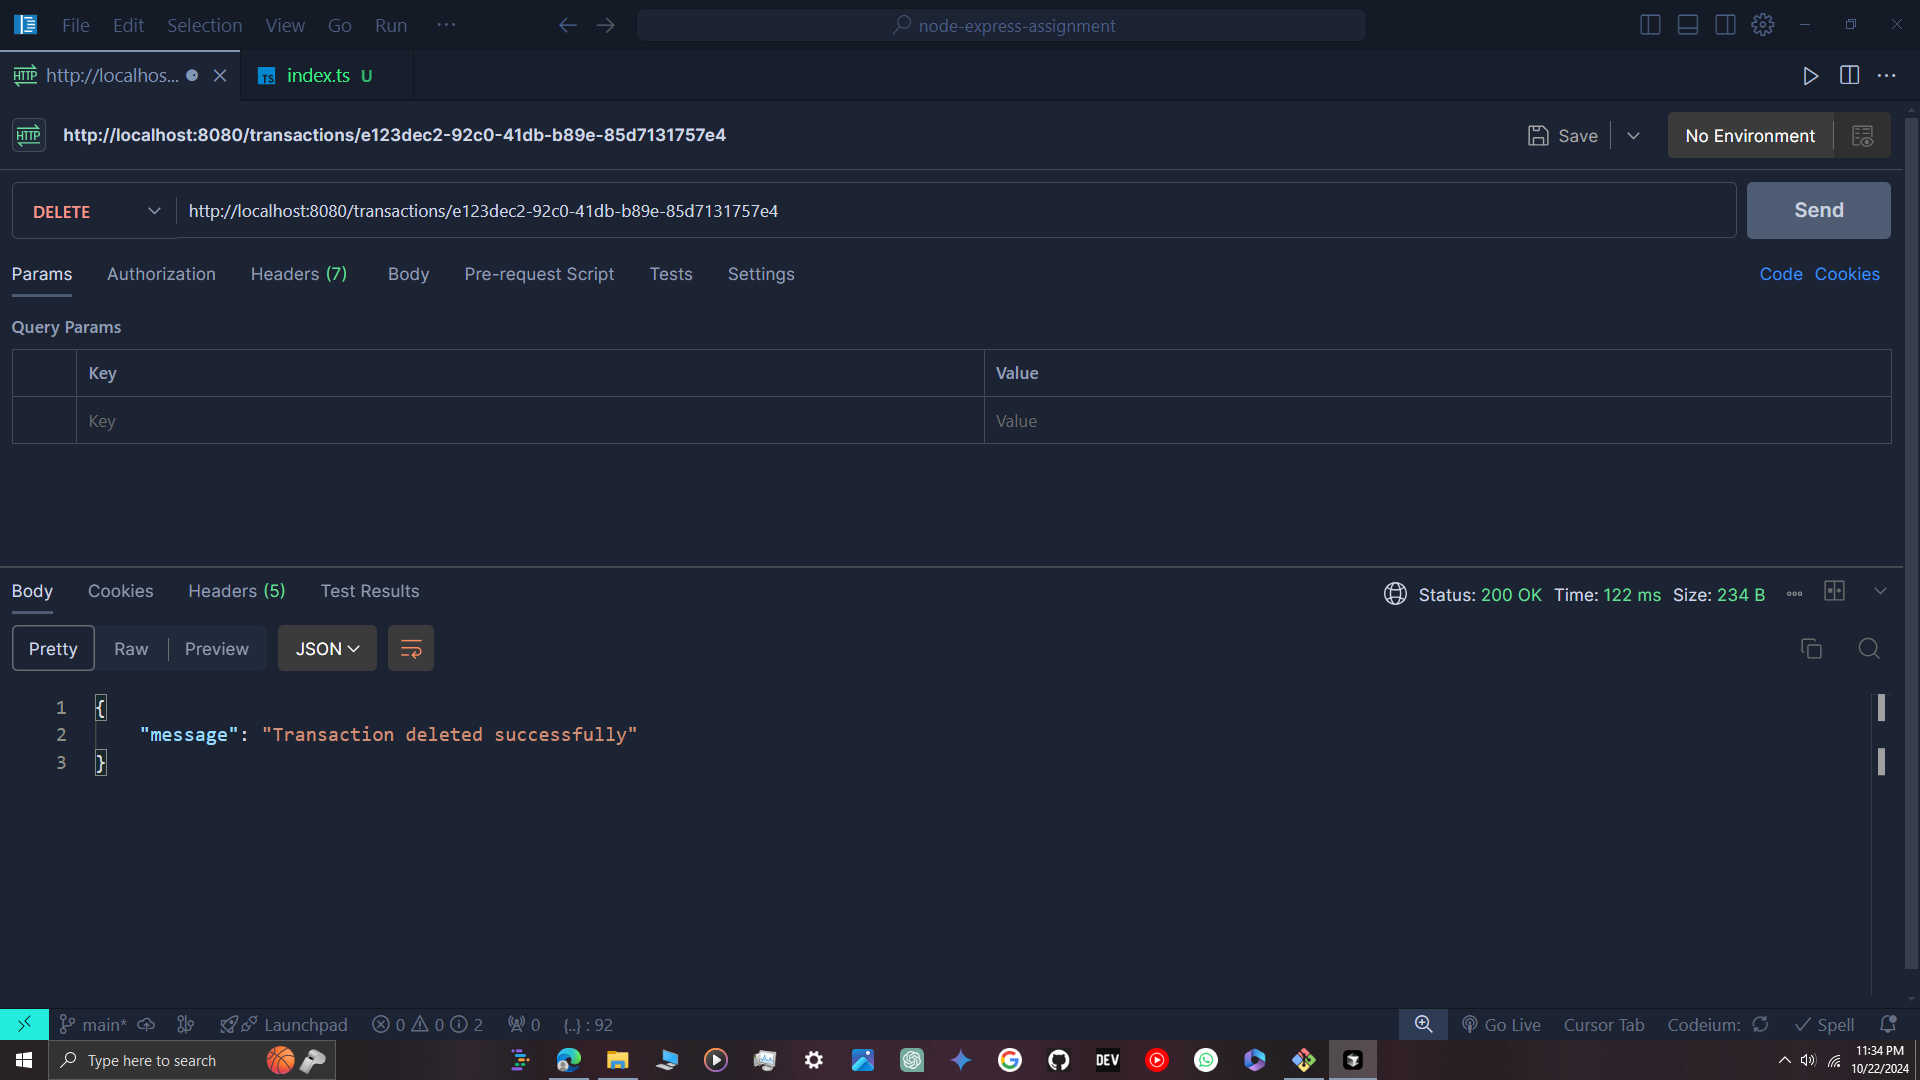 File Edit Selection View Go Run ··· node-express-assignment
HTTP http://localhos... TS index.ts U
HTTP http://localhost:8080/transactions/e123dec2-92c0-41db-b89e-85d7131757e4 Save No Environment
DELETE http://localhost:8080/transactions/e123dec2-92c0-41db-b89e-85d7131757e4 Send
Params Authorization Headers (7) Body Pre-request Script Tests Settings Code Cookies
Query Params
Key Value
Key Value
Body Cookies Headers (5) Test Results Status: 200 OK Time: 122 ms Size: 234 B
Pretty Raw Preview JSON
1 {
2 "message": "Transaction deleted successfully"
3 }
main* Launchpad 0 0 2 0 {..} : 92 Go Live Cursor Tab Codeium: Spell
Type here to search DEV 11:34 PM
10/22/2024